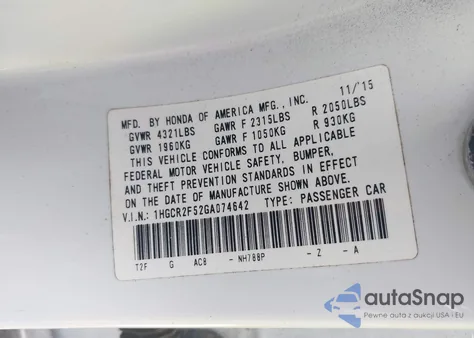 MFD. BY HONDA OF AMERICA MFG., INC. 11/'15
GVWR 4321LBS GAWR F 2315LBS R 2050LBS
GVWR 1960KG GAWR F 1050KG R 930KG
THIS VEHICLE CONFORMS TO ALL APPLICABLE
FEDERAL MOTOR VEHICLE SAFETY, BUMPER,
AND THEFT PREVENTION STANDARDS IN EFFECT
ON THE DATE OF MANUFACTURE SHOWN ABOVE.
V.I.N: 1HGCR2F52GA074642 TYPE: PASSENGER CAR
T2F G AC8 - NH788P - Z - A
autoSnap
Auta z aukcji USA i EU